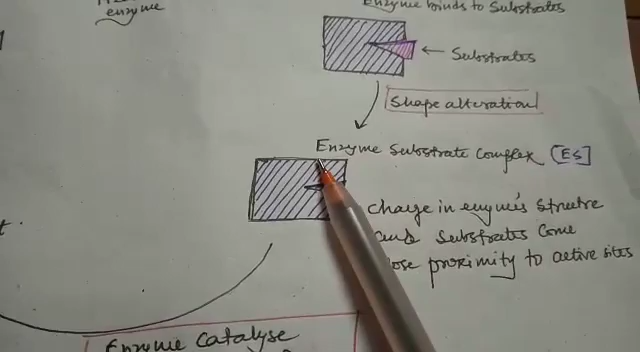 enzyme
Enzyme binds to Substrates
Substrates
Shape alteration
Enzyme Substrate Complex [ES]
Change in enzyme's
and Substrates come
proximity to active sites
Enzyme Catalyse